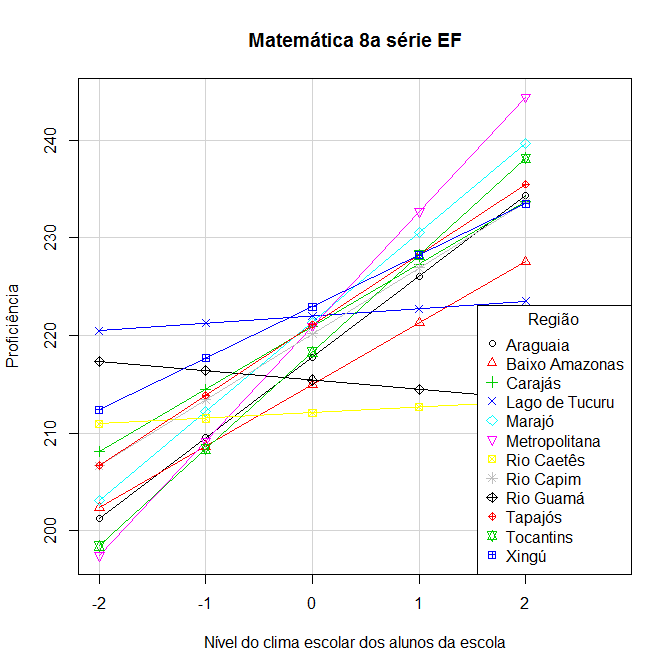 Matemática 8a série EF
Proficiência
240
230
220
210
200
-2 -1 0 1 2
Nível do clima escolar dos alunos da escola
Região
Araguaia
Baixo Amazonas
Carajás
Lago de Tucuru
Marajó
Metropolitana
Rio Caetês
Rio Capim
Rio Guamá
Tapajós
Tocantins
Xingú